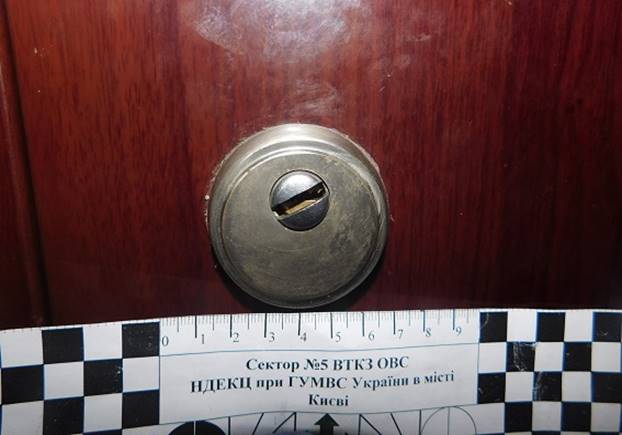 0 1 2 3 4 5 6 7 8 9
Сектор №5 ВТКЗ ОВС
НДЕКЦ при ГУМВС України в місті
Києві